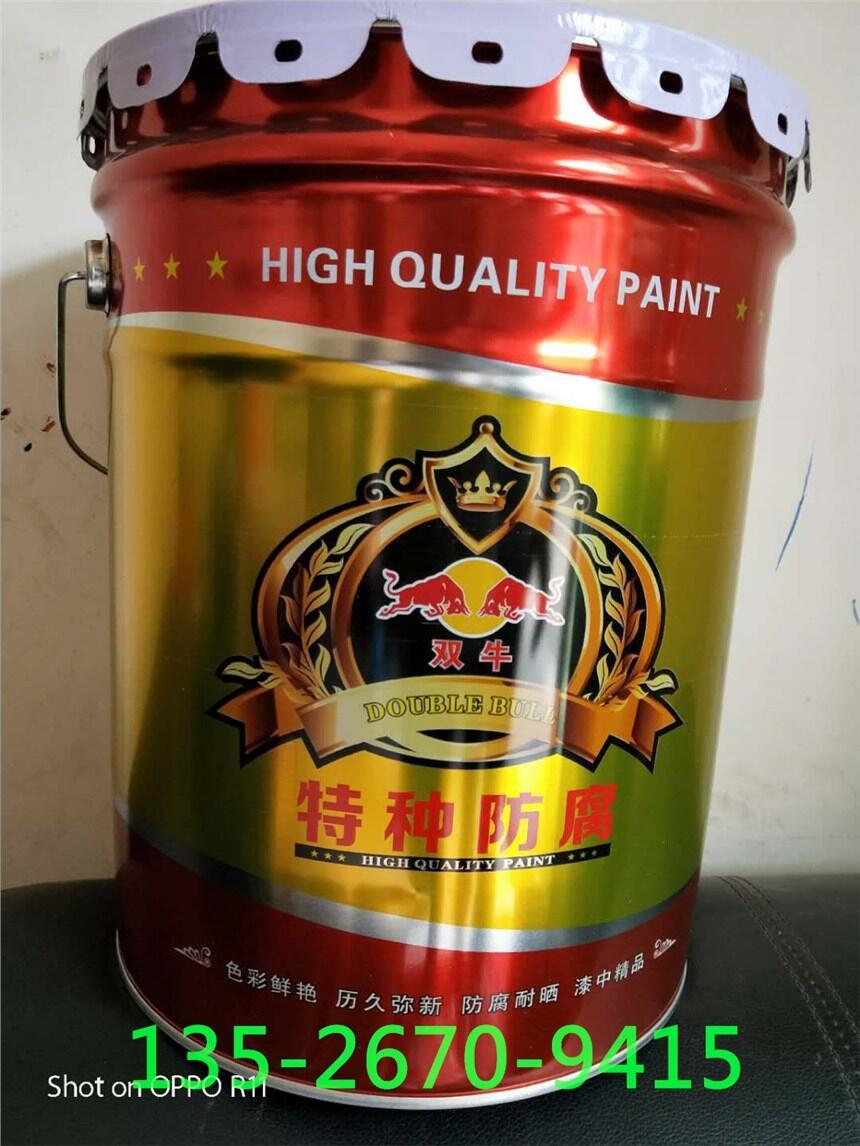 HIGH QUALITY PAINT
双牛
DOUBLE BULL
特种防腐
HIGH QUALITY PAINT
色彩鲜艳 历久弥新 防腐耐晒 漆中精品
135-2670-9415
Shot on OPPO R11